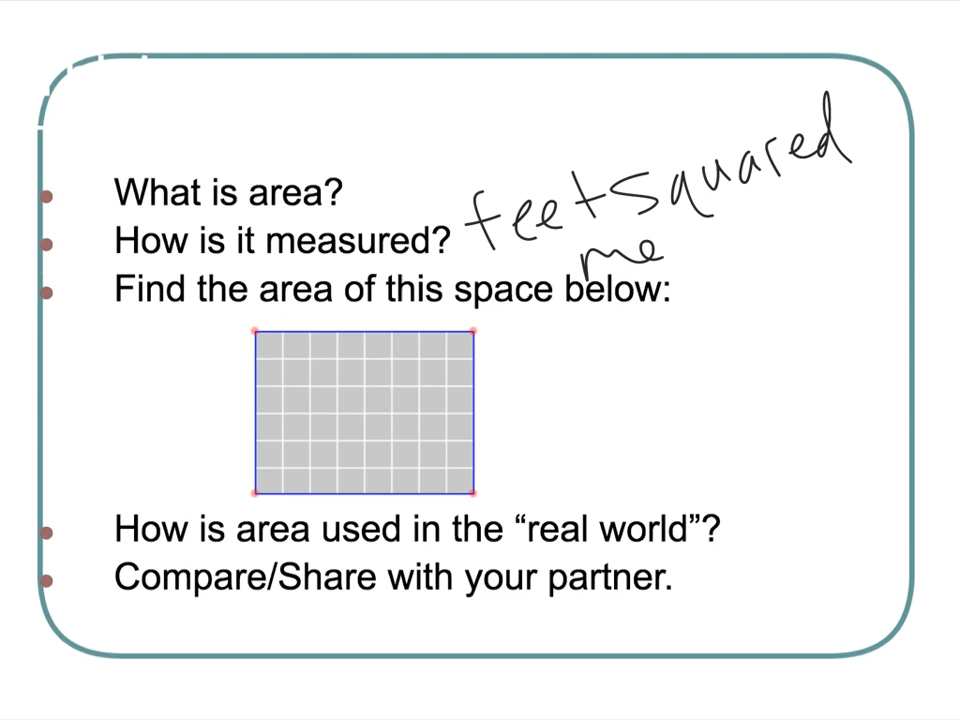 What is area?
feet squared
How is it measured?
me
Find the area of this space below:
How is area used in the “real world”?
Compare/Share with your partner.